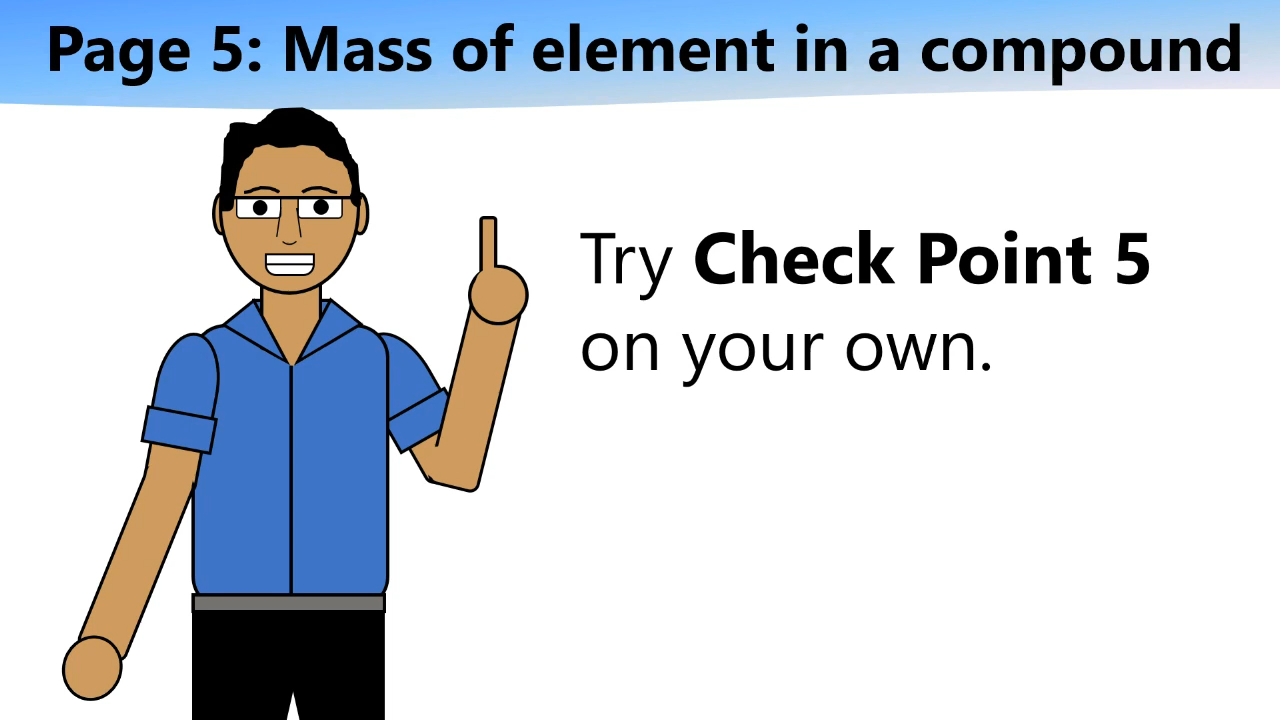 Page 5: Mass of element in a compound
Try Check Point 5
on your own.